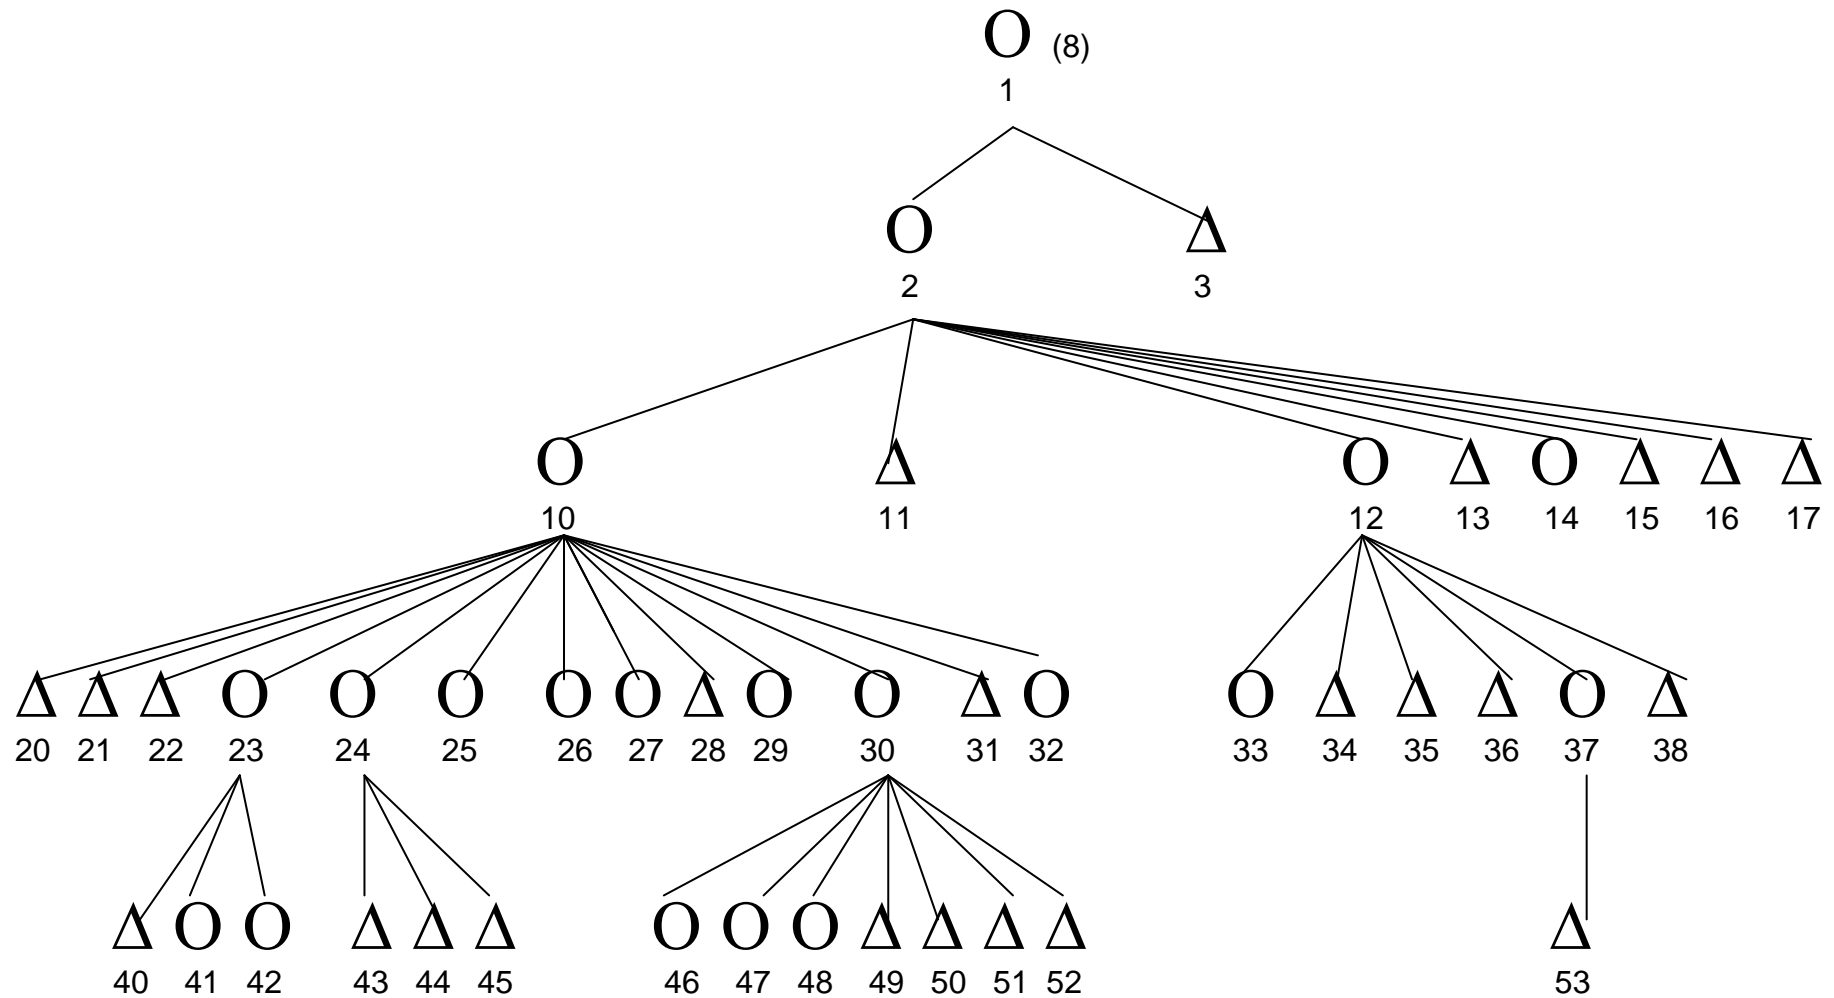 O (8)
1
O Δ
2 3
O Δ O Δ O Δ Δ Δ
10 11 12 13 14 15 16 17
Δ Δ Δ O O O O O Δ O O Δ O O Δ Δ Δ O Δ
20 21 22 23 24 25 26 27 28 29 30 31 32 33 34 35 36 37 38
Δ O O Δ Δ Δ O O O Δ Δ Δ Δ Δ
40 41 42 43 44 45 46 47 48 49 50 51 52 53